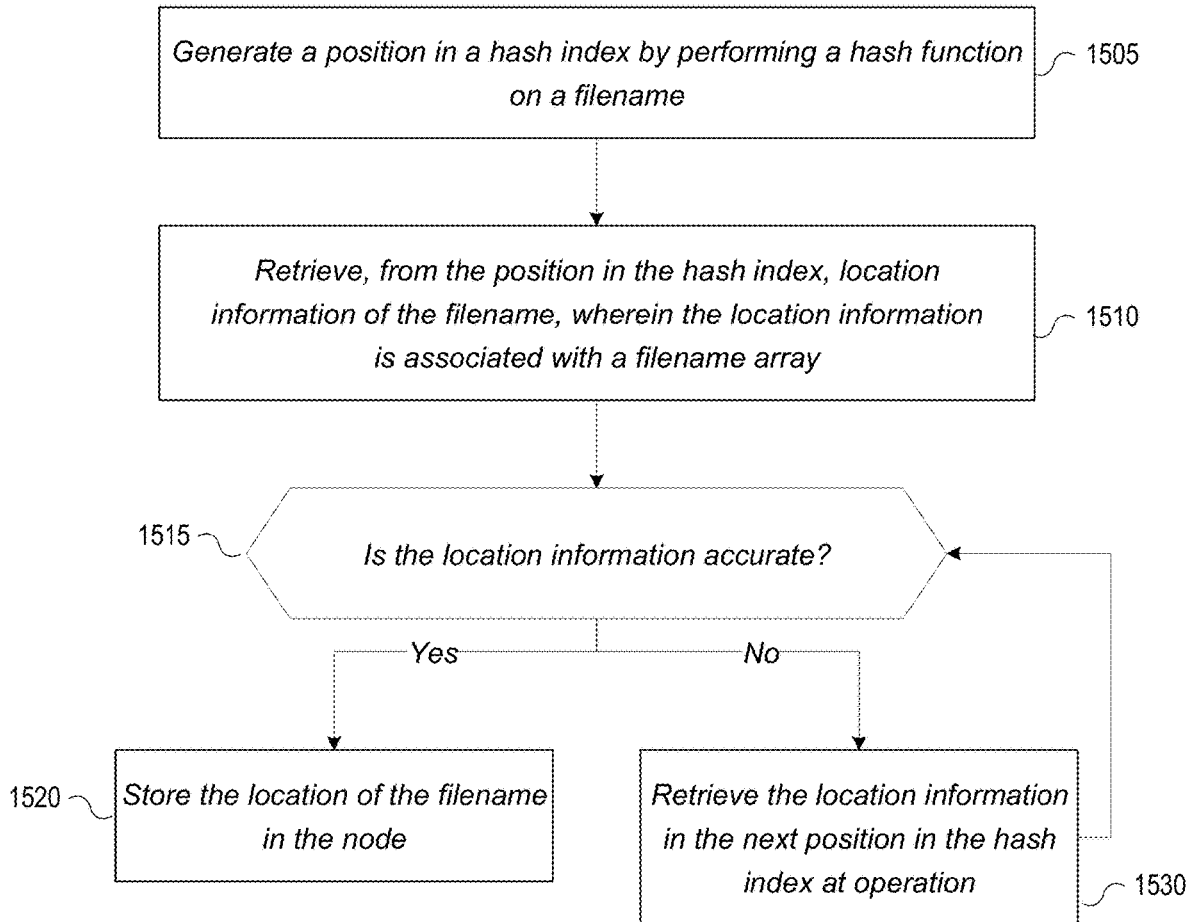 Generate a position in a hash index by performing a hash function
on a filename
1505
Retrieve, from the position in the hash index, location
information of the filename, wherein the location information
is associated with a filename array
1510
1515
Is the location information accurate?
Yes
No
1520
Store the location of the filename
in the node
Retrieve the location information
in the next position in the hash
index at operation
1530